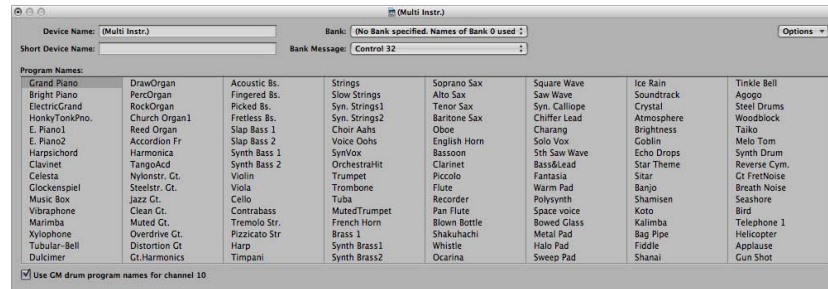 (Multi Instr.)
Device Name: (Multi Instr.) Bank: (No Bank specified. Names of Bank 0 used Options
Short Device Name: Bank Message: Control 32
Program Names:
Grand Piano DrawOrgan Acoustic Bs. Strings Soprano Sax Square Wave Ice Rain Tinkle Bell
Bright Piano PercOrgan Fingered Bs. Slow Strings Alto Sax Saw Wave Soundtrack Agogo
ElectricGrand RockOrgan Picked Bs. Syn. Strings1 Tenor Sax Syn. Calliope Crystal Steel Drums
HonkyTonkPno. Church Organ1 Fretless Bs. Syn. Strings2 Baritone Sax Chiffer Lead Atmosphere Woodblock
E. Piano1 Reed Organ Slap Bass 1 Choir Aahs Oboe Charang Brightness Taiko
E. Piano2 Accordion Fr Slap Bass 2 Voice Oohs English Horn Solo Vox Goblin Melo Tom
Harpsichord Harmonica Synth Bass 1 SynVox Bassoon 5th Saw Wave Echo Drops Synth Drum
Clavinet TangoAcd Synth Bass 2 OrchestraHit Clarinet Bass&Lead Star Theme Reverse Cym.
Celesta Nylonstr. Gt. Violin Trumpet Piccolo Fantasia Sitar Gt FretNoise
Glockenspiel Steelstr. Gt. Viola Trombone Flute Warm Pad Banjo Breath Noise
Music Box Jazz Gt. Cello Tuba Recorder Polysynth Shamisen Seashore
Vibraphone Clean Gt. Contrabass MutedTrumpet Pan Flute Space voice Koto Bird
Marimba Muted Gt. Tremolo Str. French Horn Blown Bottle Bowed Glass Kalimba Telephone 1
Xylophone Overdrive Gt. Pizzicato Str Brass 1 Shakuhachi Metal Pad Bag Pipe Helicopter
Tubular-Bell Distortion Gt Harp Synth Brass1 Whistle Halo Pad Fiddle Applause
Dulcimer Gt.Harmonics Timpani Synth Brass2 Ocarina Sweep Pad Shanai Gun Shot
Use GM drum program names for channel 10